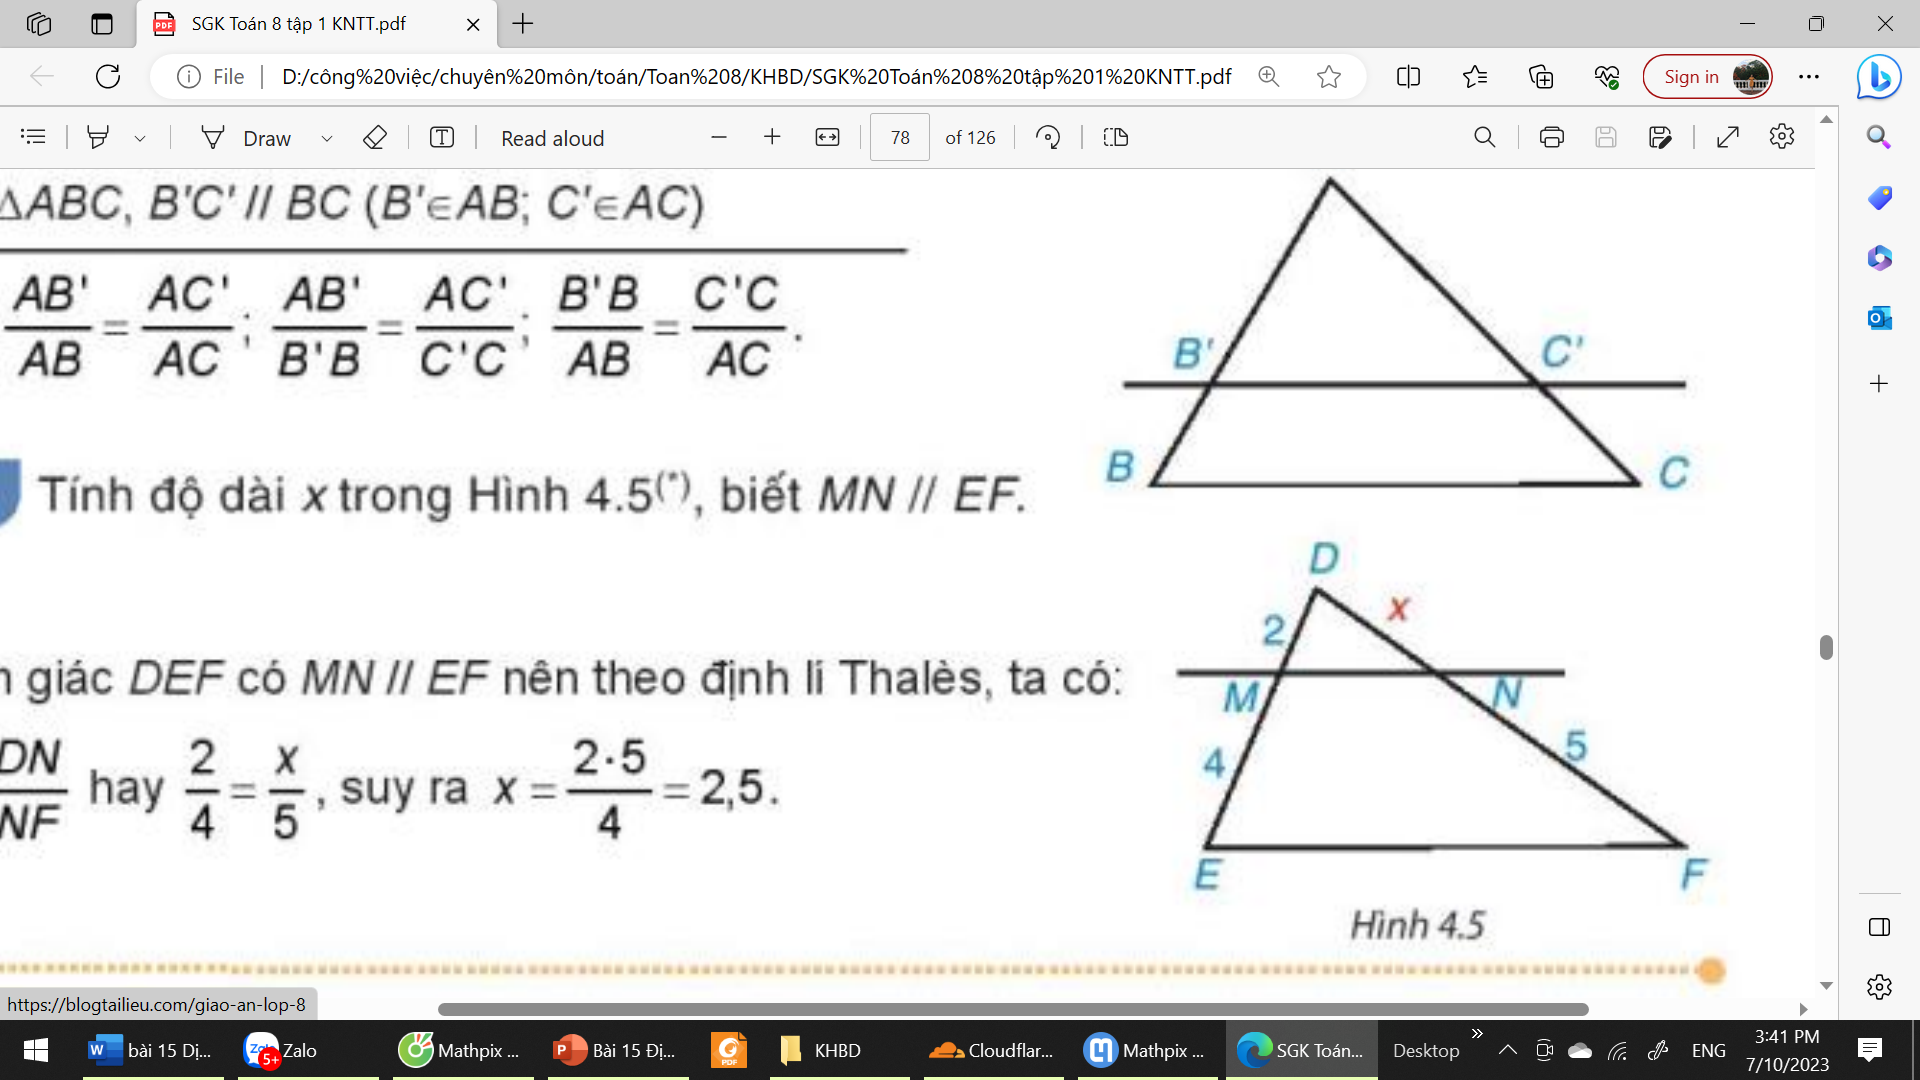 SGK Toán 8 tập 1 KNTT.pdf
File
D:/công%20việc/chuyên%20môn/toán/Toan%208/KHBD/SGK%20Toán%208%20tập%201%20KNTT.pdf
Sign in
Draw
Read aloud
78 of 126
ΔABC, B'C' // BC (B'∈AB; C'∈AC)
AB'/AB = AC'/AC; AB'/B'B = AC'/C'C; B'B/AB = C'C/AC.
B'
C'
B
C
Tính độ dài x trong Hình 4.5(*), biết MN // EF.
D
2
x
giác DEF có MN // EF nên theo định lí Thalès, ta có:
M
N
4
5
DN/NF hay 2/4 = x/5, suy ra x = 2·5/4 = 2,5.
E
F
Hình 4.5
https://blogtailieu.com/giao-an-lop-8
bài 15 Dị...
5+
Zalo
Mathpix ...
Bài 15 Đị...
KHBD
Cloudflar...
Mathpix ...
SGK Toán...
Desktop
ENG
3:41 PM
7/10/2023